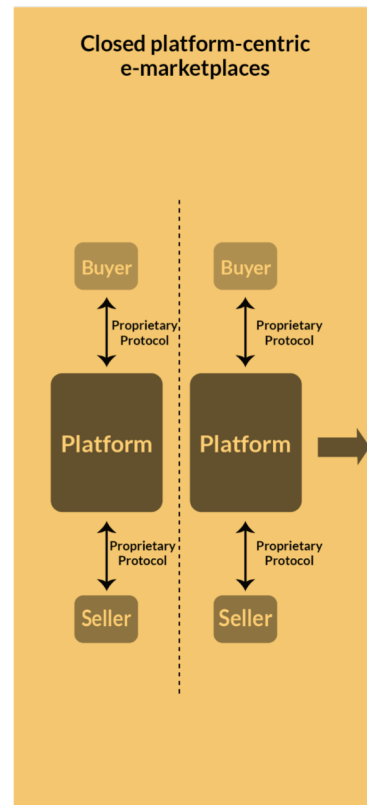 Closed platform-centric
e-marketplaces
Buyer
Buyer
Proprietary
Protocol
Proprietary
Protocol
Platform
Platform
Proprietary
Protocol
Proprietary
Protocol
Seller
Seller